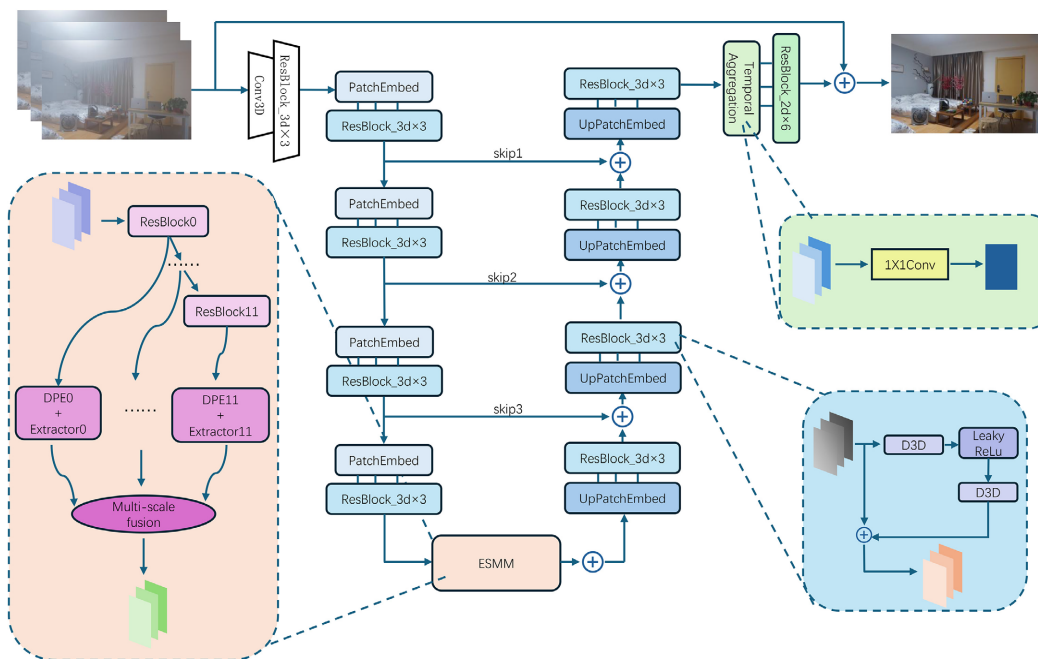 Conv3D
ResBlock_3d×3
PatchEmbed
ResBlock_3d×3
skip1
PatchEmbed
ResBlock_3d×3
skip2
PatchEmbed
ResBlock_3d×3
skip3
PatchEmbed
ResBlock_3d×3
ESMM
ResBlock_3d×3
UpPatchEmbed
ResBlock_3d×3
UpPatchEmbed
ResBlock_3d×3
UpPatchEmbed
ResBlock_3d×3
UpPatchEmbed
Temporal
Aggregation
ResBlock_2d×6
ResBlock0
......
ResBlock11
DPE0
+
Extractor0
......
DPE11
+
Extractor11
Multi-scale
fusion
1X1Conv
D3D
Leaky
ReLu
D3D